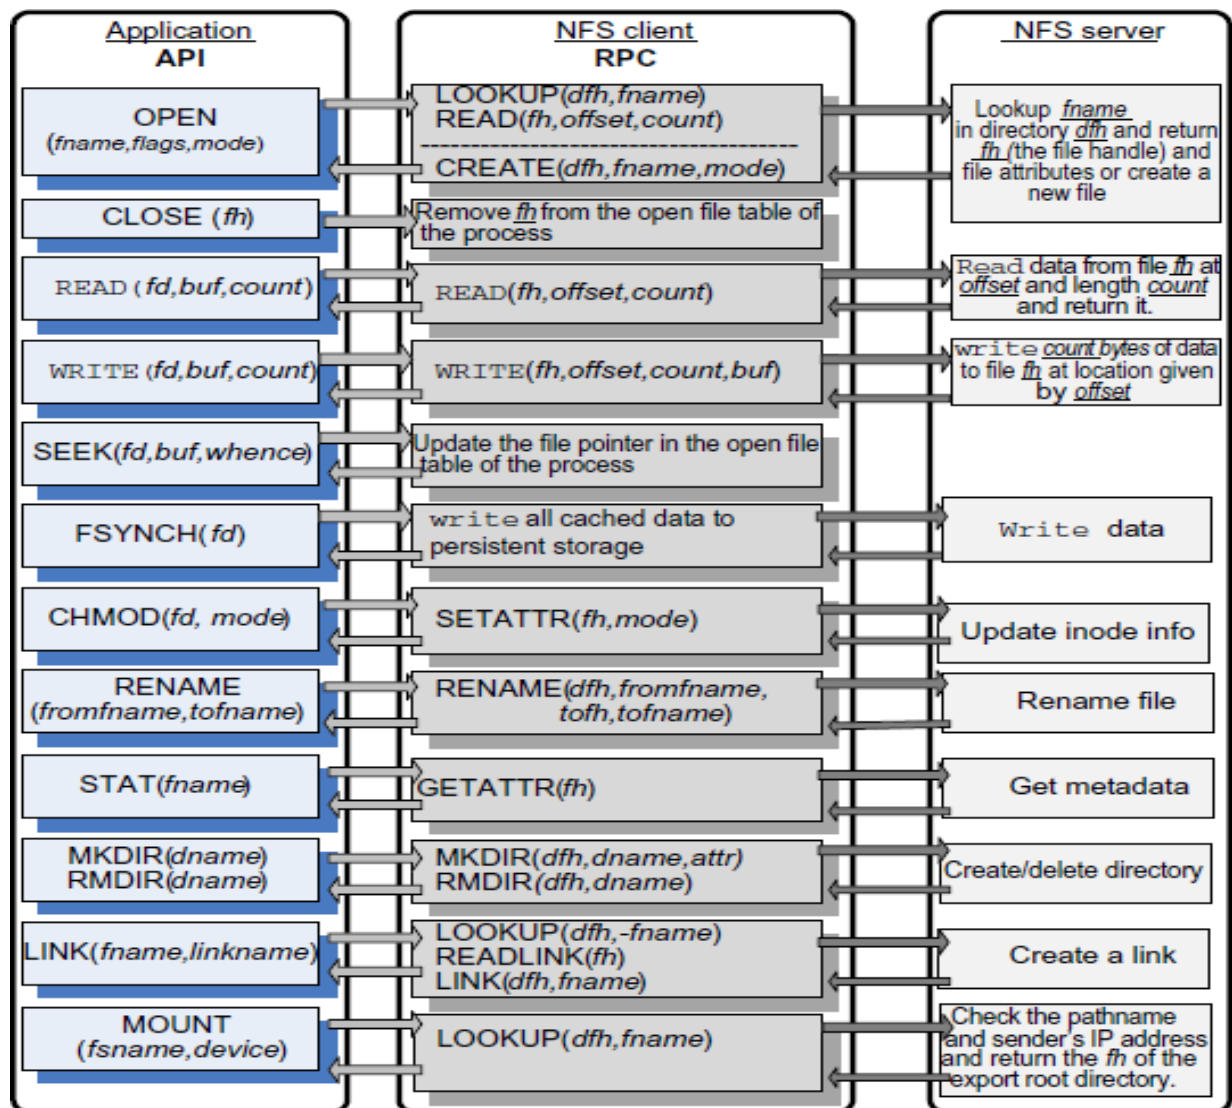 Application
API
NFS client
RPC
NFS server
OPEN
(fname,flags,mode)
LOOKUP(dfh,fname)
READ(fh,offset,count)
----------------------------------------
CREATE(dfh,fname,mode)
Lookup fname
in directory dfh and return
fh (the file handle) and
file attributes or create a
new file
CLOSE (fh)
Remove fh from the open file table of
the process
READ(fd,buf,count)
READ(fh,offset,count)
Read data from file fh at
offset and length count
and return it.
WRITE(fd,buf,count)
WRITE(fh,offset,count,buf)
write count bytes of data
to file fh at location given
by offset
SEEK(fd,buf,whence)
Update the file pointer in the open file
table of the process
FSYNCH(fd)
write all cached data to
persistent storage
Write data
CHMOD(fd, mode)
SETATTR(fh,mode)
Update inode info
RENAME
(fromfname,tofname)
RENAME(dfh,fromfname,
tofh,tofname)
Rename file
STAT(fname)
GETATTR(fh)
Get metadata
MKDIR(dname)
RMDIR(dname)
MKDIR(dfh,dname,attr)
RMDIR(dfh,dname)
Create/delete directory
LINK(fname,linkname)
LOOKUP(dfh,-fname)
READLINK(fh)
LINK(dfh,fname)
Create a link
MOUNT
(fsname,device)
LOOKUP(dfh,fname)
Check the pathname
and sender's IP address
and return the fh of the
export root directory.